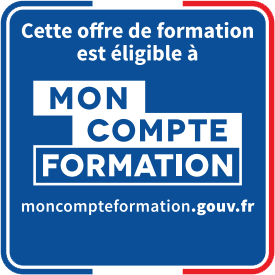 Cette offre de formation
est éligible à
MON
COMPTE
FORMATION
moncompteformation.gouv.fr